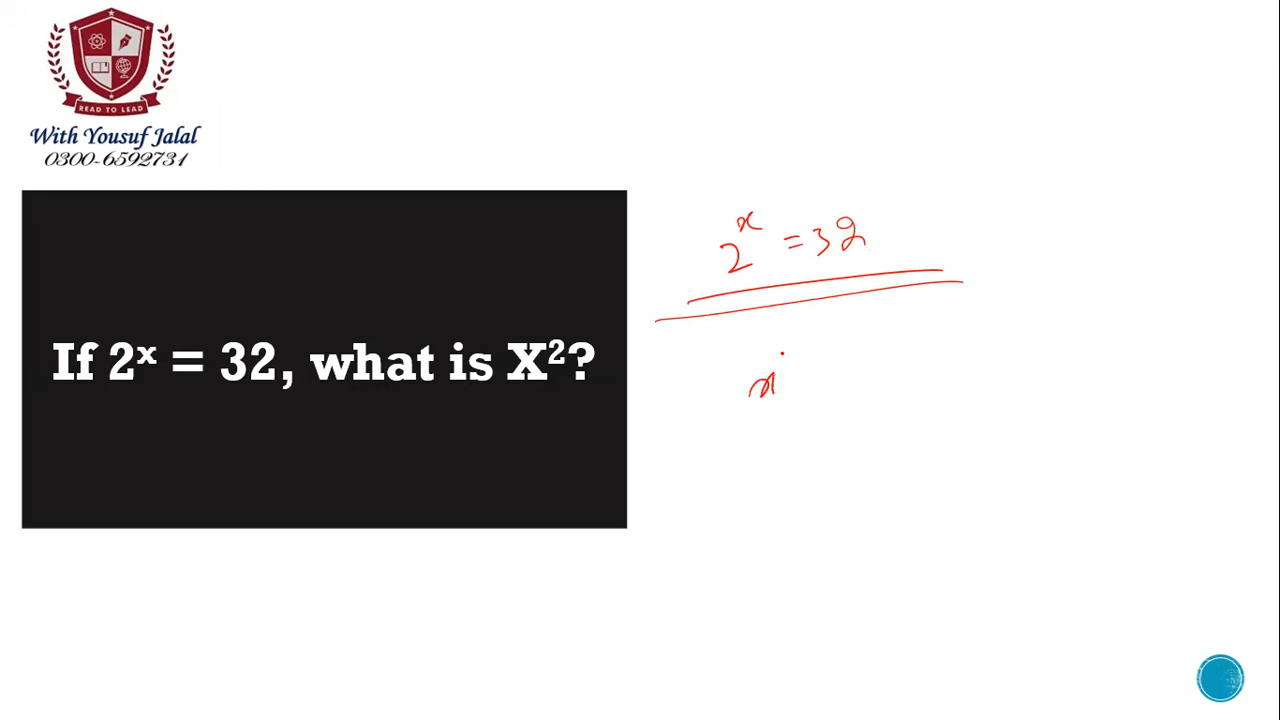 READ TO LEAD
With Yousuf Jalal
0300-6592731
If 2ˣ = 32, what is X²?
2ˣ = 32
x